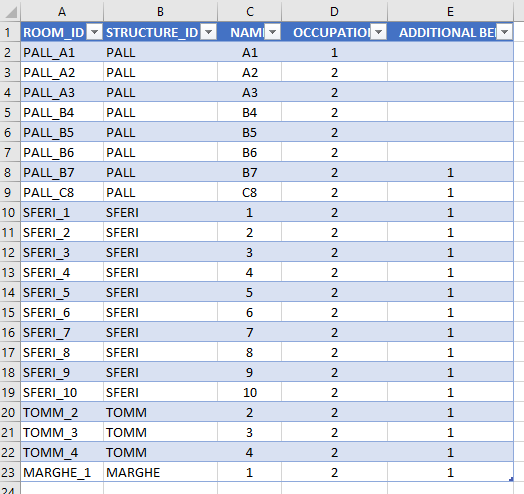 A B C D E
1 ROOM_ID STRUCTURE_ID NAM OCCUPATIO ADDITIONAL BE
2 PALL_A1 PALL A1 1
3 PALL_A2 PALL A2 2
4 PALL_A3 PALL A3 2
5 PALL_B4 PALL B4 2
6 PALL_B5 PALL B5 2
7 PALL_B6 PALL B6 2
8 PALL_B7 PALL B7 2 1
9 PALL_C8 PALL C8 2 1
10 SFERI_1 SFERI 1 2 1
11 SFERI_2 SFERI 2 2 1
12 SFERI_3 SFERI 3 2 1
13 SFERI_4 SFERI 4 2 1
14 SFERI_5 SFERI 5 2 1
15 SFERI_6 SFERI 6 2 1
16 SFERI_7 SFERI 7 2 1
17 SFERI_8 SFERI 8 2 1
18 SFERI_9 SFERI 9 2 1
19 SFERI_10 SFERI 10 2 1
20 TOMM_2 TOMM 2 2 1
21 TOMM_3 TOMM 3 2 1
22 TOMM_4 TOMM 4 2 1
23 MARGHE_1 MARGHE 1 2 1
24